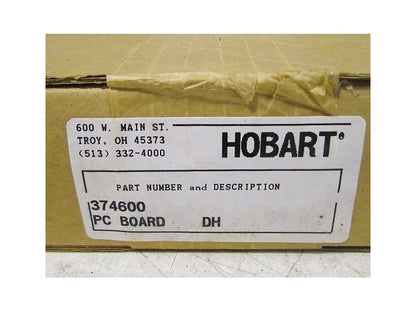 600 W. MAIN ST.
TROY, OH 45373
(513) 332-4000
HOBART®
PART NUMBER and DESCRIPTION
374600
PC BOARD DH